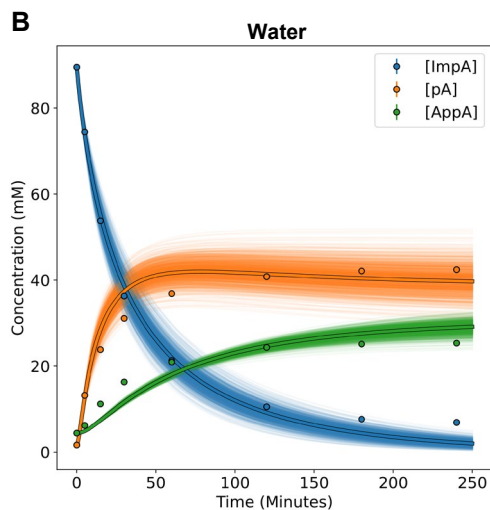 B
Water
[ImpA]
[pA]
[AppA]
Concentration (mM)
80
60
40
20
0
0 50 100 150 200 250
Time (Minutes)